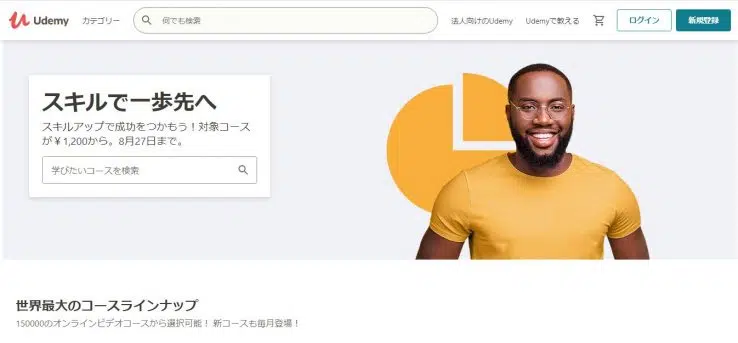 Udemy
カテゴリー
何でも検索
法人向けのUdemy
Udemyで教える
ログイン
新規登録
スキルで一歩先へ
スキルアップで成功をつかもう！対象コース
が￥1,200から。8月27日まで。
学びたいコースを検索
世界最大のコースラインナップ
150000のオンラインビデオコースから選択可能！ 新コースも毎月登場！